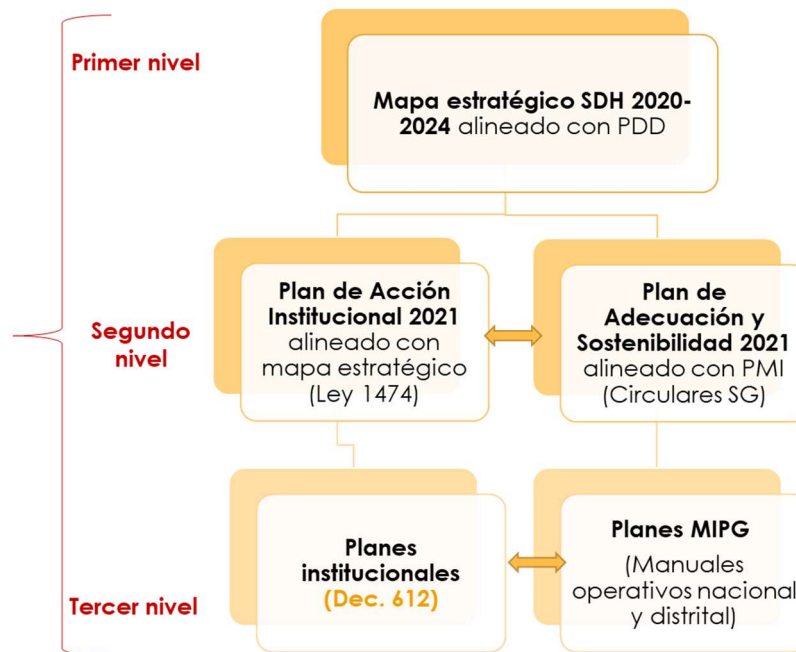 Primer nivel
Mapa estratégico SDH 2020-
2024 alineado con PDD
Segundo
nivel
Plan de Acción
Institucional 2021
alineado con
mapa estratégico
(Ley 1474)
Plan de
Adecuación y
Sostenibilidad 2021
alineado con PMI
(Circulares SG)
Tercer nivel
Planes
institucionales
(Dec. 612)
Planes MIPG
(Manuales
operativos nacional
y distrital)